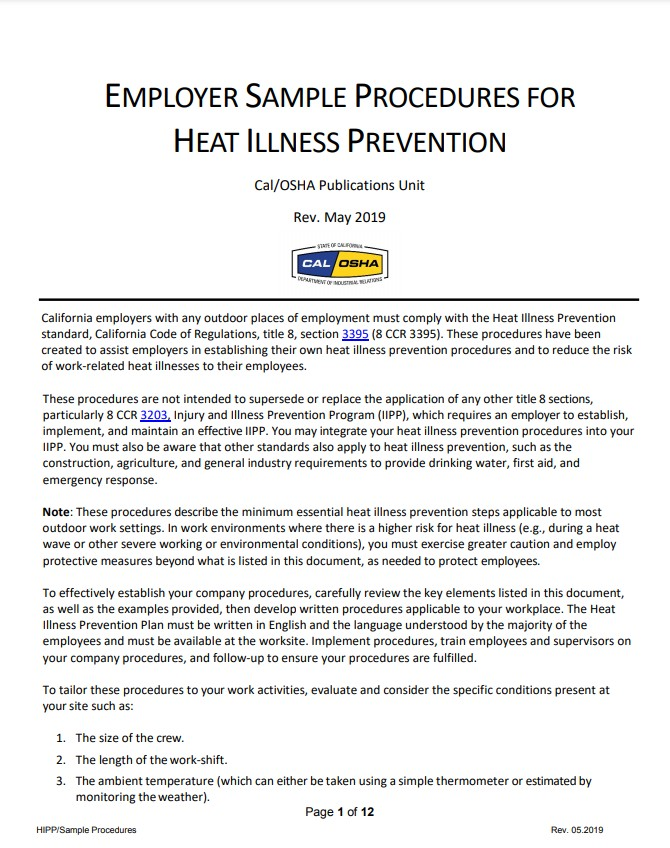 EMPLOYER SAMPLE PROCEDURES FOR
HEAT ILLNESS PREVENTION
Cal/OSHA Publications Unit
Rev. May 2019
STATE OF CALIFORNIA
CAL OSHA
DEPARTMENT OF INDUSTRIAL RELATIONS
California employers with any outdoor places of employment must comply with the Heat Illness Prevention
standard, California Code of Regulations, title 8, section 3395 (8 CCR 3395). These procedures have been
created to assist employers in establishing their own heat illness prevention procedures and to reduce the risk
of work-related heat illnesses to their employees.
These procedures are not intended to supersede or replace the application of any other title 8 sections,
particularly 8 CCR 3203, Injury and Illness Prevention Program (IIPP), which requires an employer to establish,
implement, and maintain an effective IIPP. You may integrate your heat illness prevention procedures into your
IIPP. You must also be aware that other standards also apply to heat illness prevention, such as the
construction, agriculture, and general industry requirements to provide drinking water, first aid, and
emergency response.
Note: These procedures describe the minimum essential heat illness prevention steps applicable to most
outdoor work settings. In work environments where there is a higher risk for heat illness (e.g., during a heat
wave or other severe working or environmental conditions), you must exercise greater caution and employ
protective measures beyond what is listed in this document, as needed to protect employees.
To effectively establish your company procedures, carefully review the key elements listed in this document,
as well as the examples provided, then develop written procedures applicable to your workplace. The Heat
Illness Prevention Plan must be written in English and the language understood by the majority of the
employees and must be available at the worksite. Implement procedures, train employees and supervisors on
your company procedures, and follow-up to ensure your procedures are fulfilled.
To tailor these procedures to your work activities, evaluate and consider the specific conditions present at
your site such as:
1. The size of the crew.
2. The length of the work-shift.
3. The ambient temperature (which can either be taken using a simple thermometer or estimated by
monitoring the weather).
Page 1 of 12
HIPP/Sample Procedures Rev. 05.2019